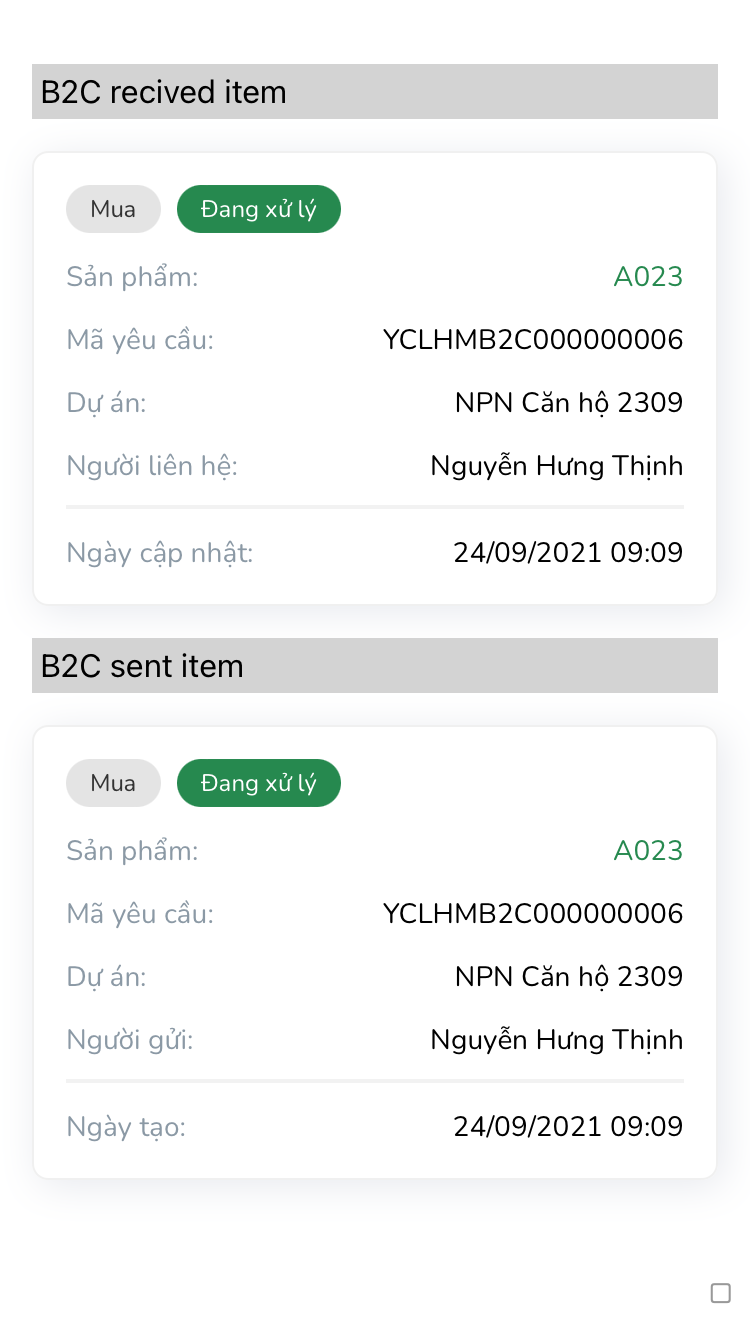 B2C recived item
Mua Đang xử lý
Sản phẩm: A023
Mã yêu cầu: YCLHMB2C000000006
Dự án: NPN Căn hộ 2309
Người liên hệ: Nguyễn Hưng Thịnh
Ngày cập nhật: 24/09/2021 09:09
B2C sent item
Mua Đang xử lý
Sản phẩm: A023
Mã yêu cầu: YCLHMB2C000000006
Dự án: NPN Căn hộ 2309
Người gửi: Nguyễn Hưng Thịnh
Ngày tạo: 24/09/2021 09:09